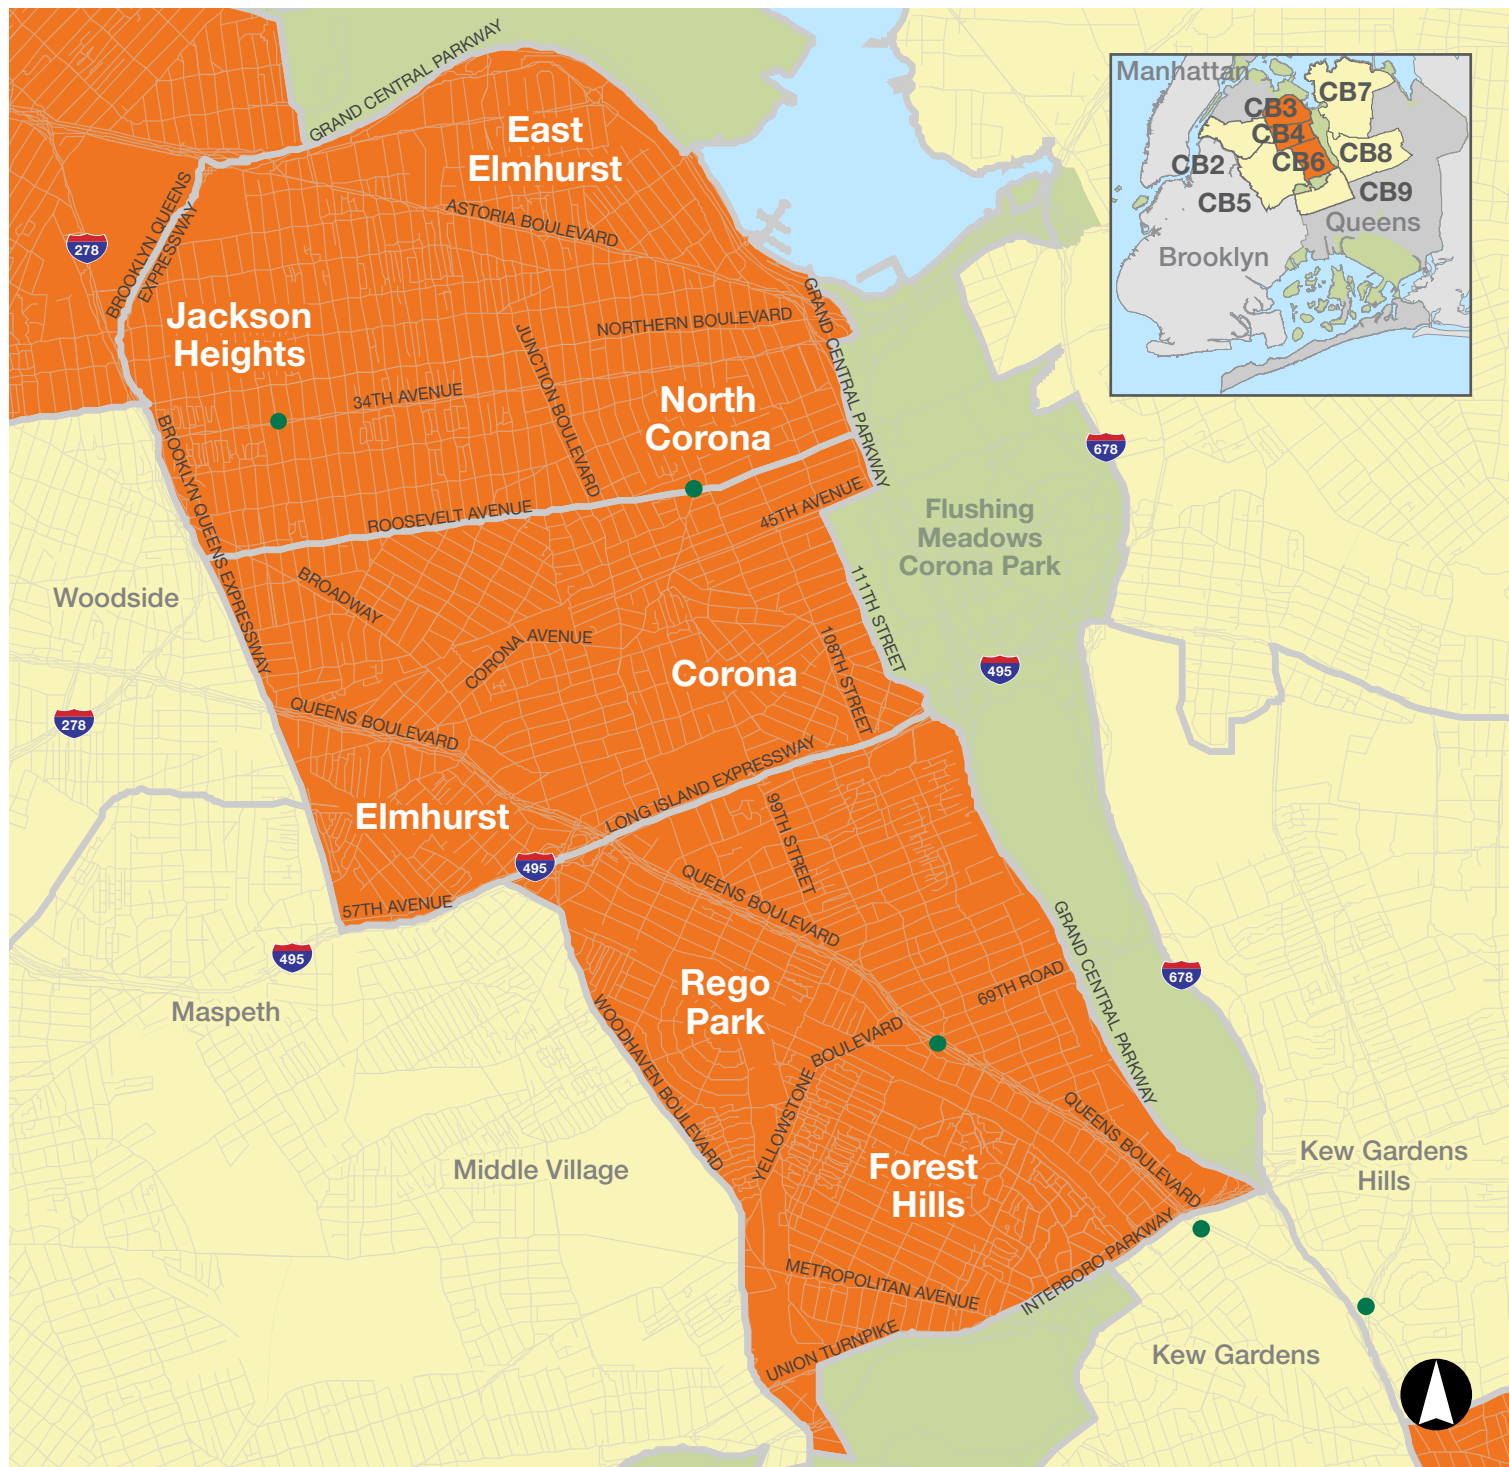 GRAND CENTRAL PARKWAY
East
Elmhurst
Manhattan
CB7
CB3
CB4
CB8
CB2
CB6
CB9
CB5
Queens
Brooklyn
278
BROOKLYN QUEENS
EXPRESSWAY
ASTORIA BOULEVARD
Jackson
Heights
NORTHERN BOULEVARD
JUNCTION BOULEVARD
GRAND CENTRAL PARKWAY
34TH AVENUE
North
Corona
678
BROOKLYN QUEENS EXPRESSWAY
ROOSEVELT AVENUE
45TH AVENUE
Flushing
Meadows
Corona Park
Woodside
BROADWAY
111TH STREET
CORONA AVENUE
Corona
108TH STREET
495
278
QUEENS BOULEVARD
Elmhurst
LONG ISLAND EXPRESSWAY
99TH STREET
495
57TH AVENUE
QUEENS BOULEVARD
GRAND CENTRAL PARKWAY
495
678
Maspeth
Rego
Park
69TH ROAD
WOODHAVEN BOULEVARD
YELLOWSTONE BOULEVARD
QUEENS BOULEVARD
Middle Village
Forest
Hills
Kew Gardens
Hills
METROPOLITAN AVENUE
INTERBORO PARKWAY
UNION TURNPIKE
Kew Gardens